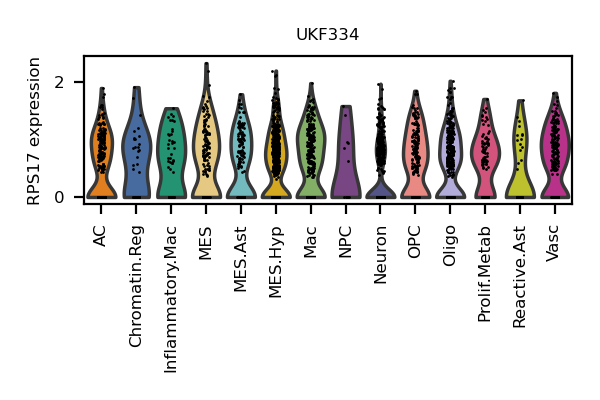 UKF334
RPS17 expression
2
0
AC
Chromatin.Reg
Inflammatory.Mac
MES
MES.Ast
MES.Hyp
Mac
NPC
Neuron
OPC
Oligo
Prolif.Metab
Reactive.Ast
Vasc